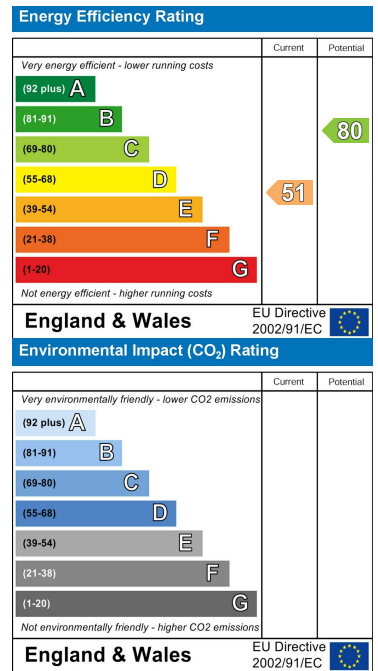 Energy Efficiency Rating
Current Potential
Very energy efficient - lower running costs
(92 plus) A
(81-91) B
80
(69-80) C
(55-68) D
51
(39-54) E
(21-38) F
(1-20) G
Not energy efficient - higher running costs
England & Wales
EU Directive
2002/91/EC
Environmental Impact (CO₂) Rating
Current Potential
Very environmentally friendly - lower CO2 emissions
(92 plus) A
(81-91) B
(69-80) C
(55-68) D
(39-54) E
(21-38) F
(1-20) G
Not environmentally friendly - higher CO2 emissions
England & Wales
EU Directive
2002/91/EC